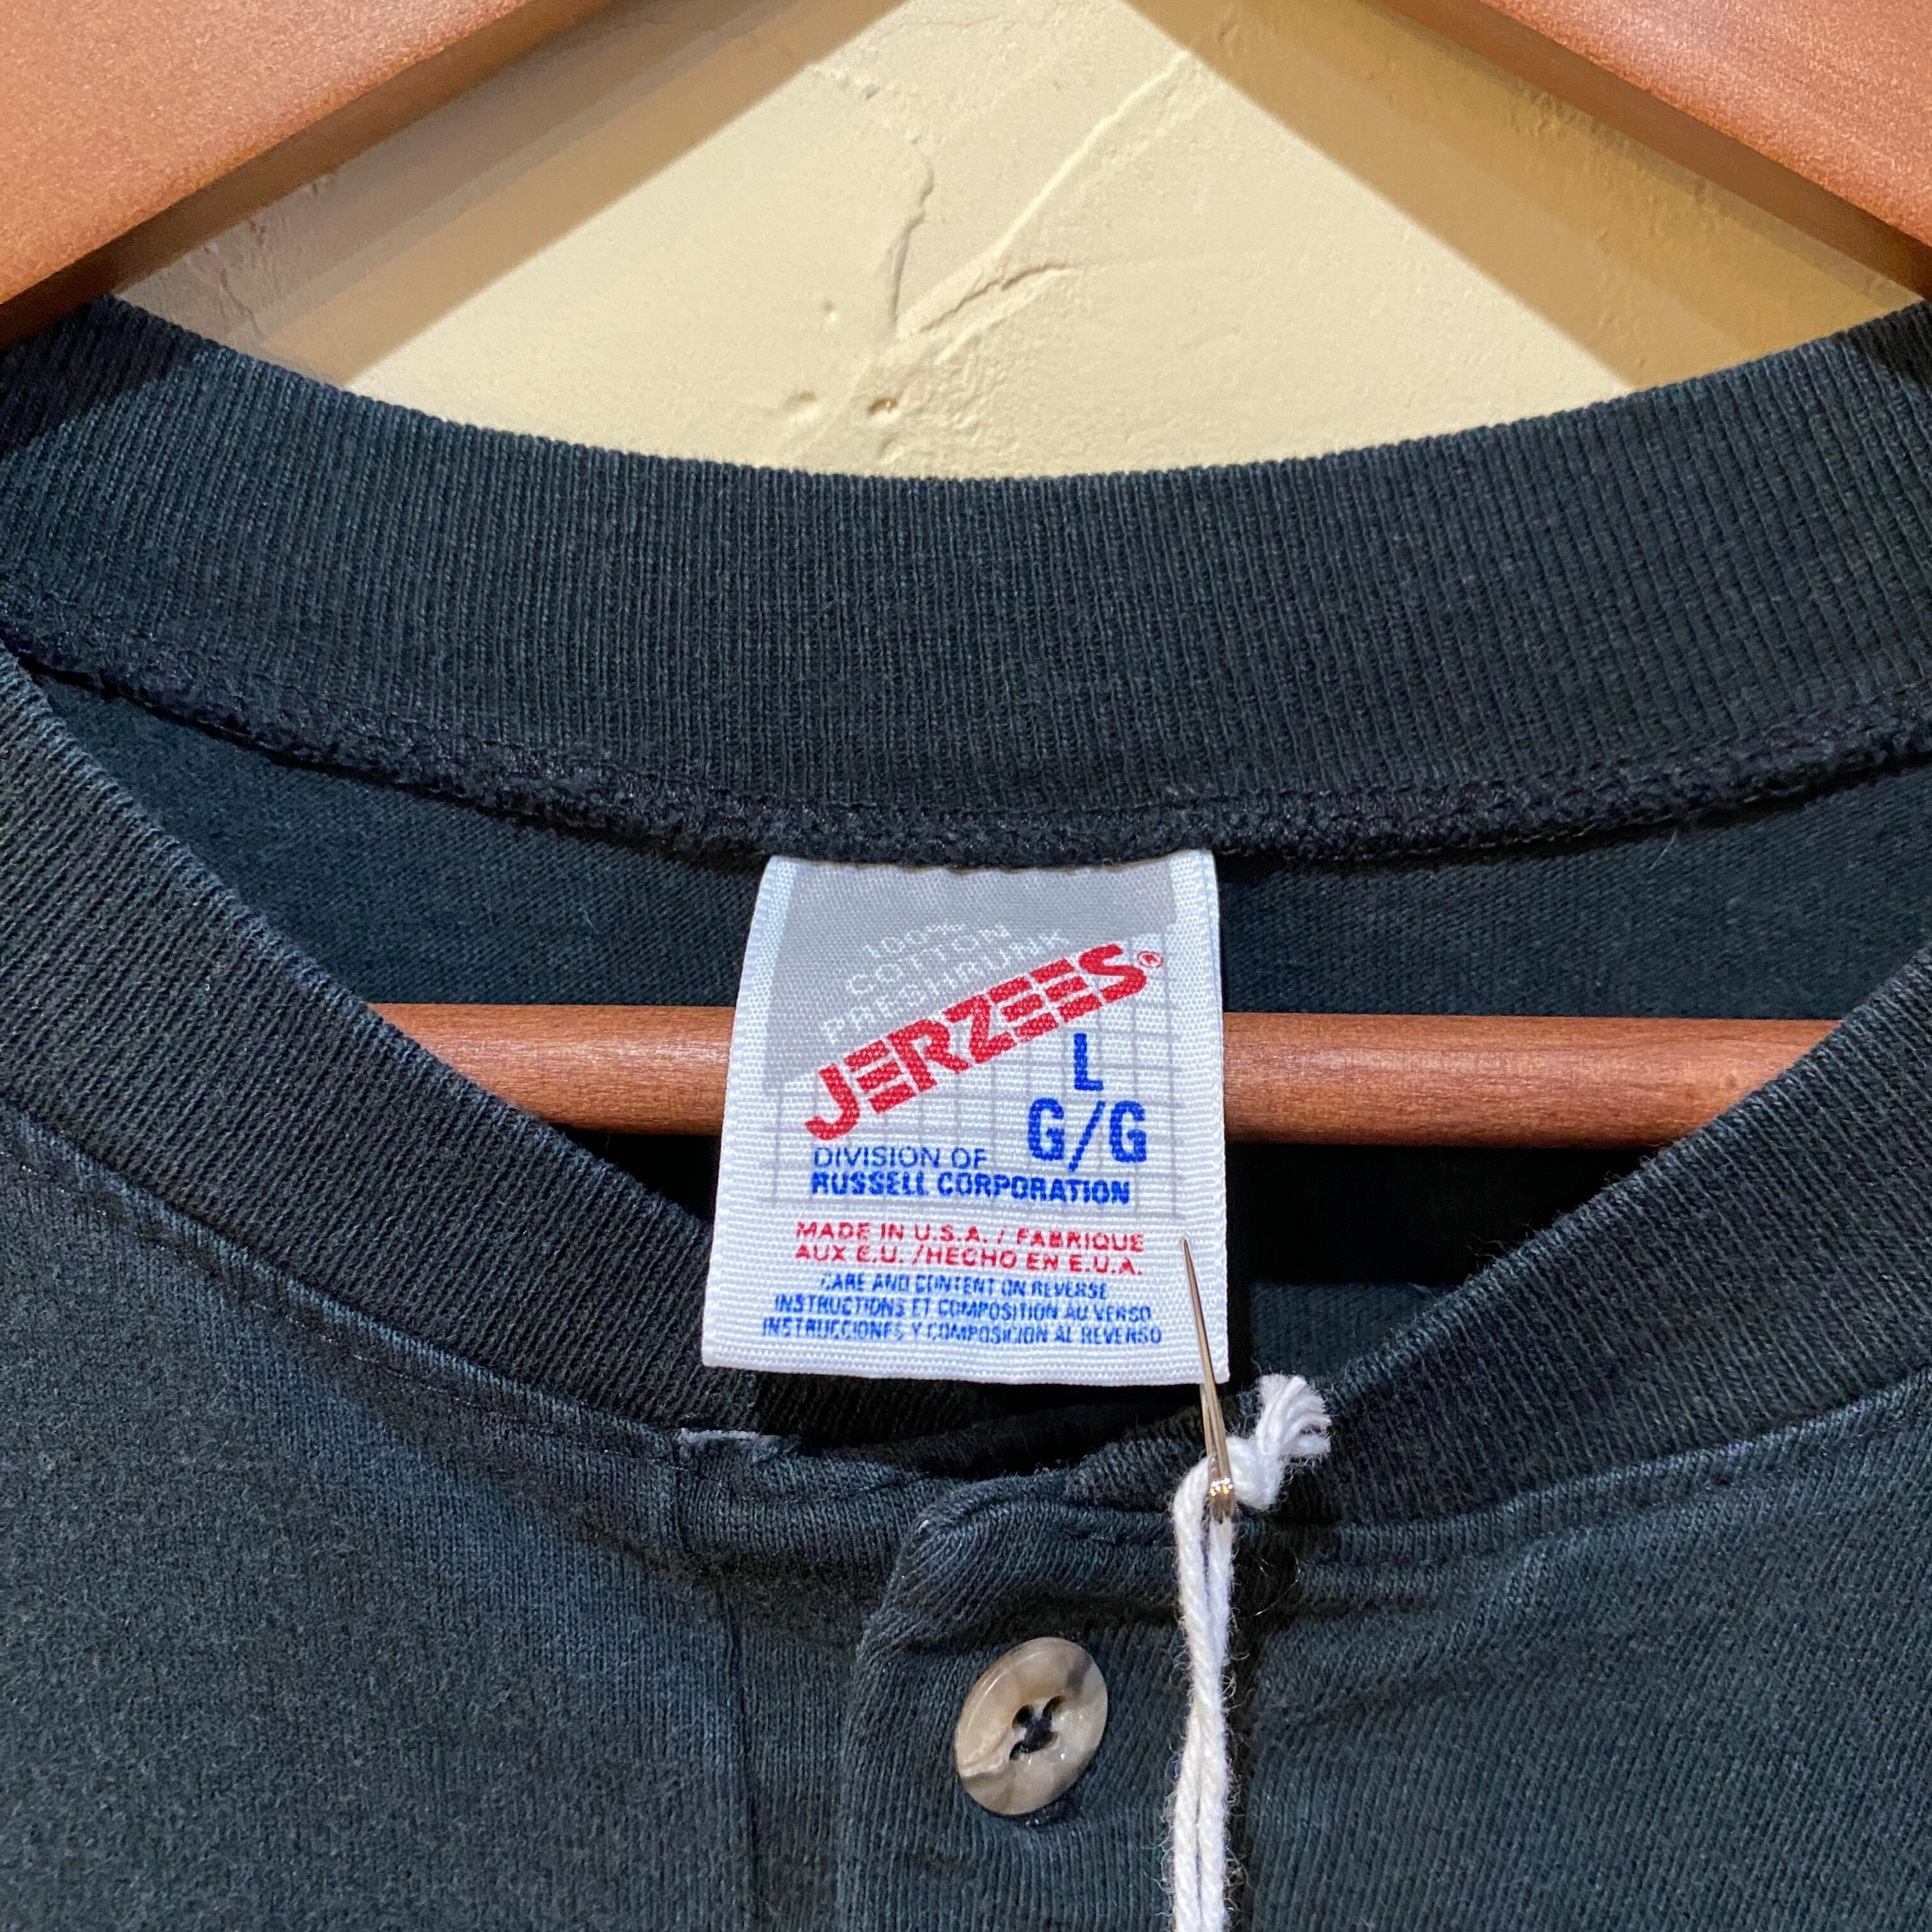 100%
COTTON
PRESHRUNK
JERZEES®
L
G/G
DIVISION OF
RUSSELL CORPORATION
MADE IN U.S.A. / FABRIQUE
AUX E.U. /HECHO EN E.U.A.
CARE AND CONTENT ON REVERSE
INSTRUCTIONS ET COMPOSITION AU VERSO
INSTRUCCIONES Y COMPOSICION AL REVERSO